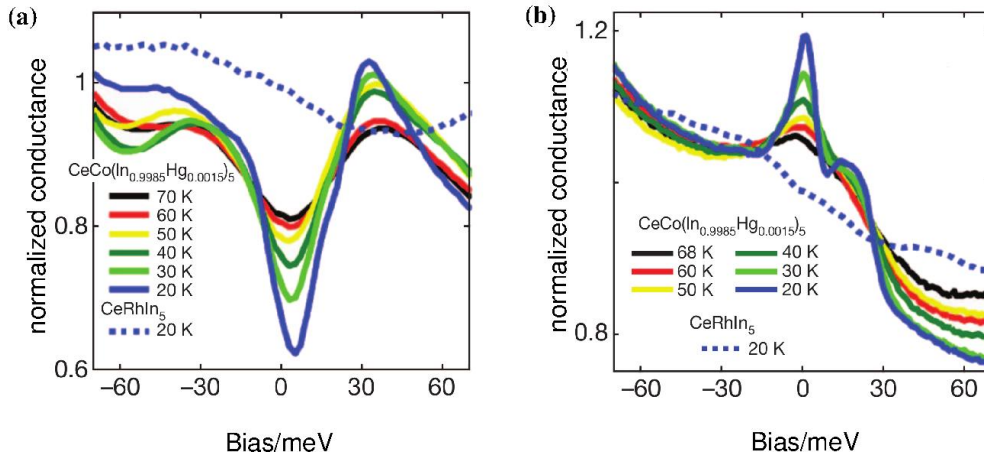 (a)
normalized conductance
1
0.8
0.6
CeCo(In0.9985Hg0.0015)5
70 K
60 K
50 K
40 K
30 K
20 K
CeRhIn5
20 K
−60 −30 0 30 60
Bias/meV
(b)
normalized conductance
1.2
1.0
0.8
CeCo(In0.9985Hg0.0015)5
68 K 40 K
60 K 30 K
50 K 20 K
CeRhIn5
20 K
−60 −30 0 30 60
Bias/meV